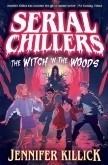 SERIAL
CHILLERS
THE WITCH IN THE WOODS
JENNIFER KILLICK